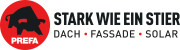 PREFA
STARK WIE EIN STIER
DACH • FASSADE • SOLAR